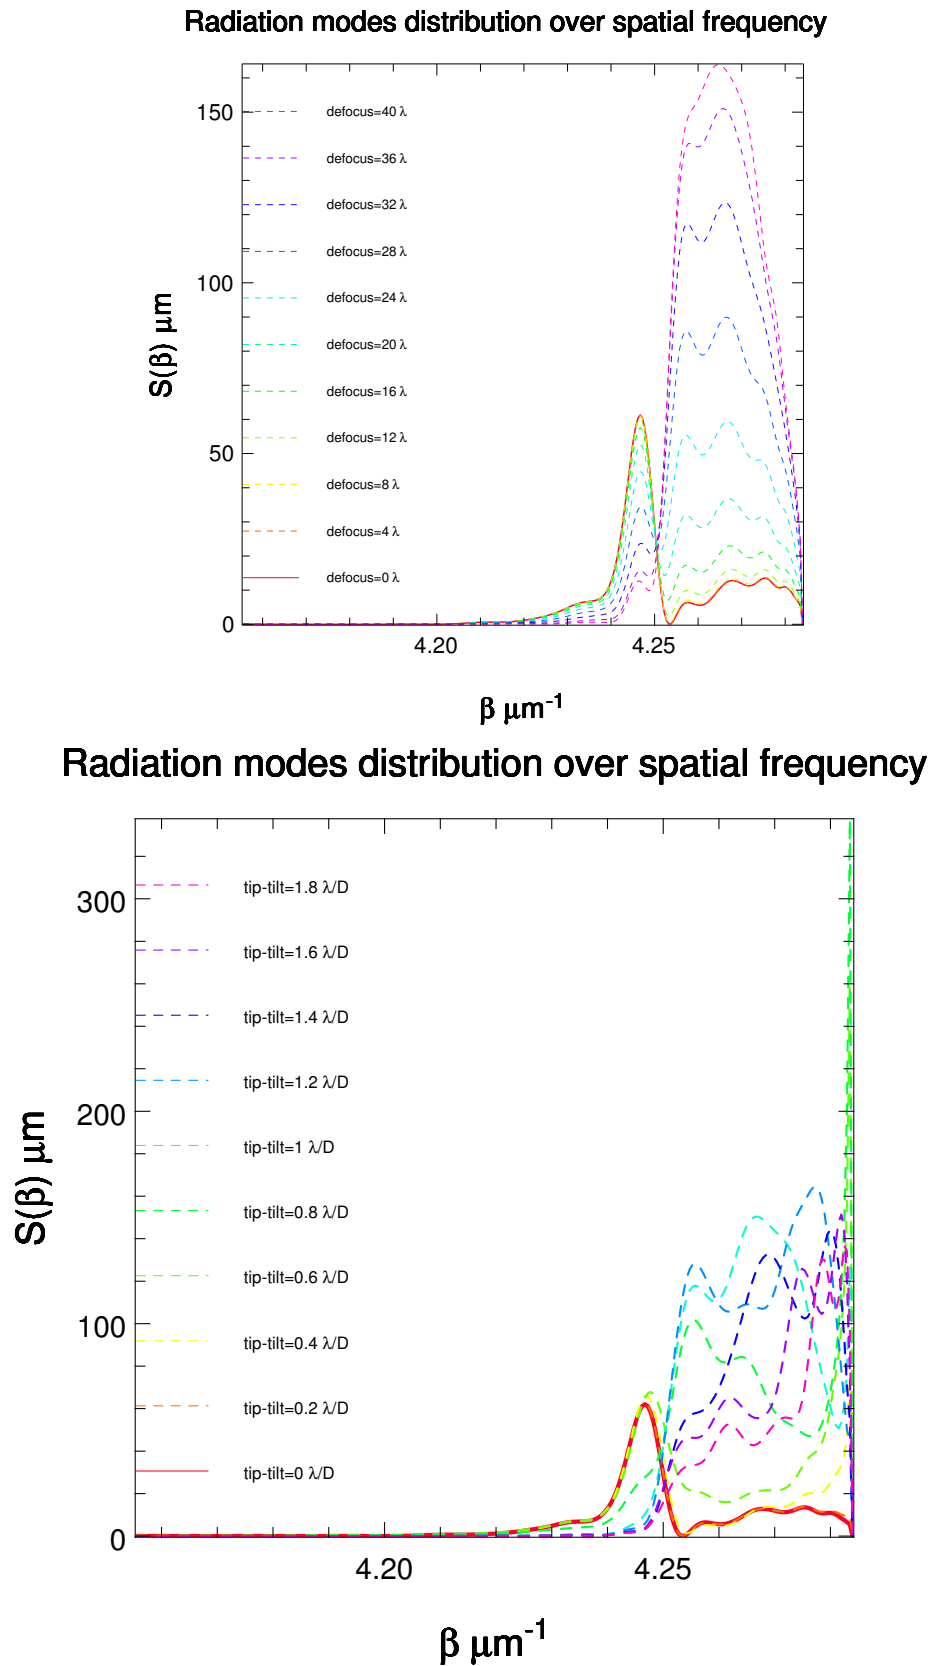 Radiation modes distribution over spatial frequency
150
100
50
0
S(β) μm
defocus=40 λ
defocus=36 λ
defocus=32 λ
defocus=28 λ
defocus=24 λ
defocus=20 λ
defocus=16 λ
defocus=12 λ
defocus=8 λ
defocus=4 λ
defocus=0 λ
4.20 4.25
β μm-1
Radiation modes distribution over spatial frequency
300
200
100
0
S(β) μm
tip-tilt=1.8 λ/D
tip-tilt=1.6 λ/D
tip-tilt=1.4 λ/D
tip-tilt=1.2 λ/D
tip-tilt=1 λ/D
tip-tilt=0.8 λ/D
tip-tilt=0.6 λ/D
tip-tilt=0.4 λ/D
tip-tilt=0.2 λ/D
tip-tilt=0 λ/D
4.20 4.25
β μm-1